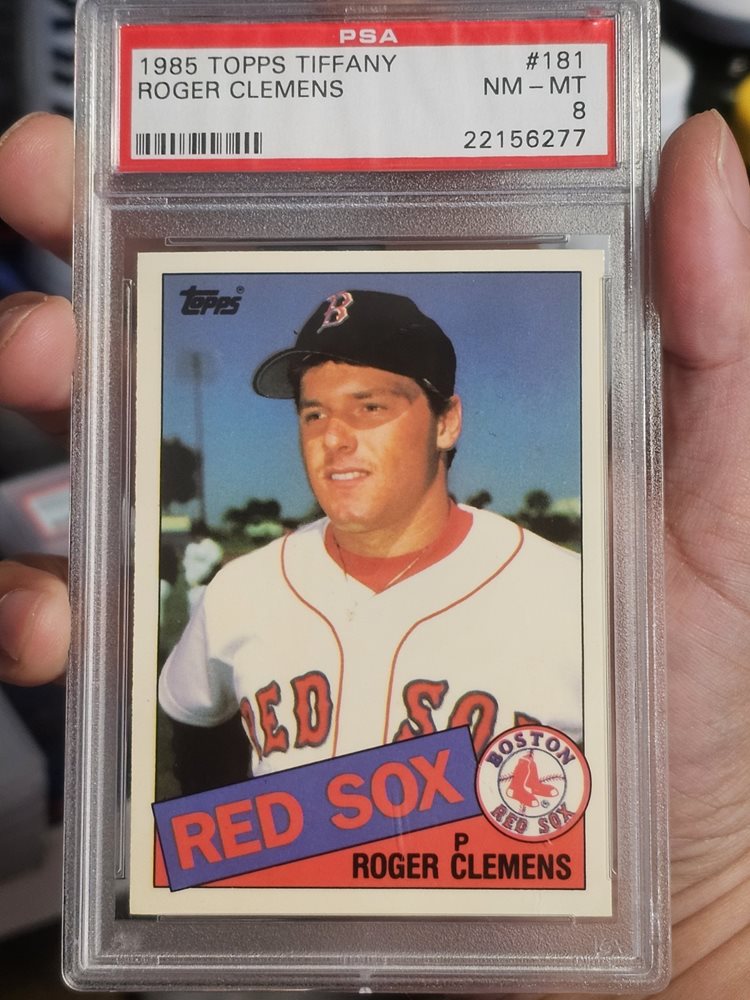 PSA
1985 TOPPS TIFFANY #181
ROGER CLEMENS NM - MT
8
22156277
topps®
B
RED SO
BOSTON
RED SOX
RED SOX
P
ROGER CLEMENS